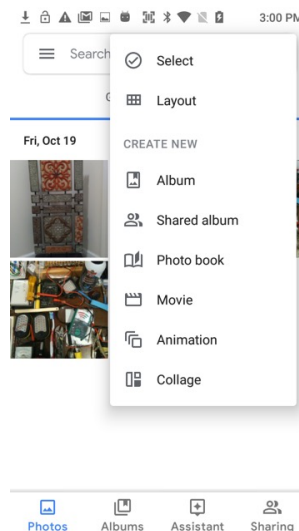 3:00 PM
Search
Select
Layout
Fri, Oct 19
CREATE NEW
Album
Shared album
Photo book
Movie
Animation
Collage
Photos
Albums
Assistant
Sharing